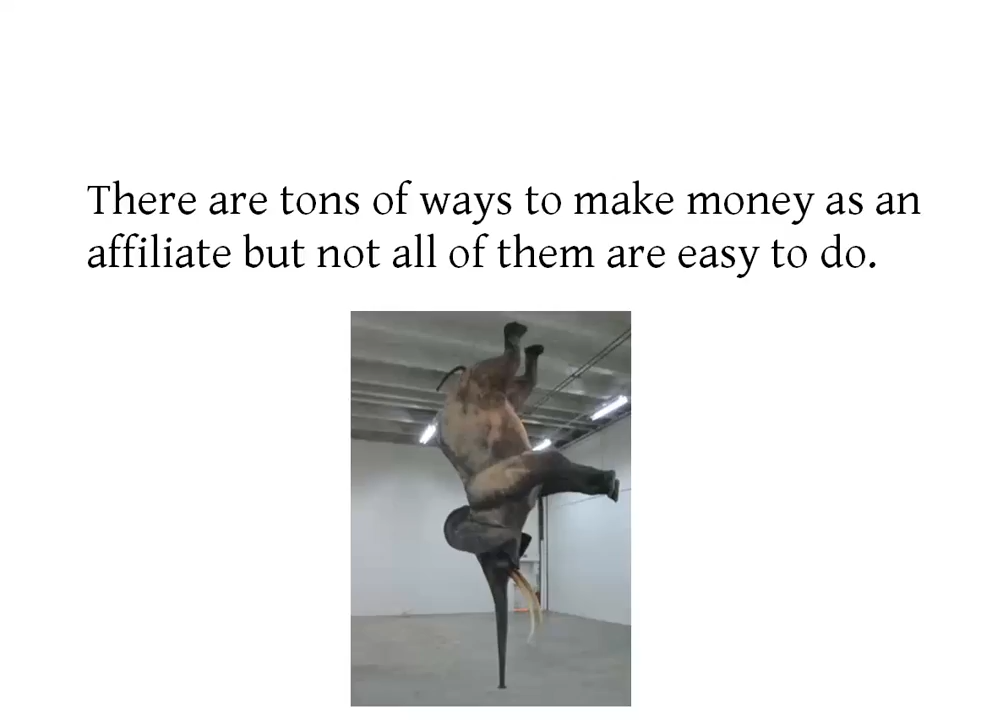 There are tons of ways to make money as an
affiliate but not all of them are easy to do.